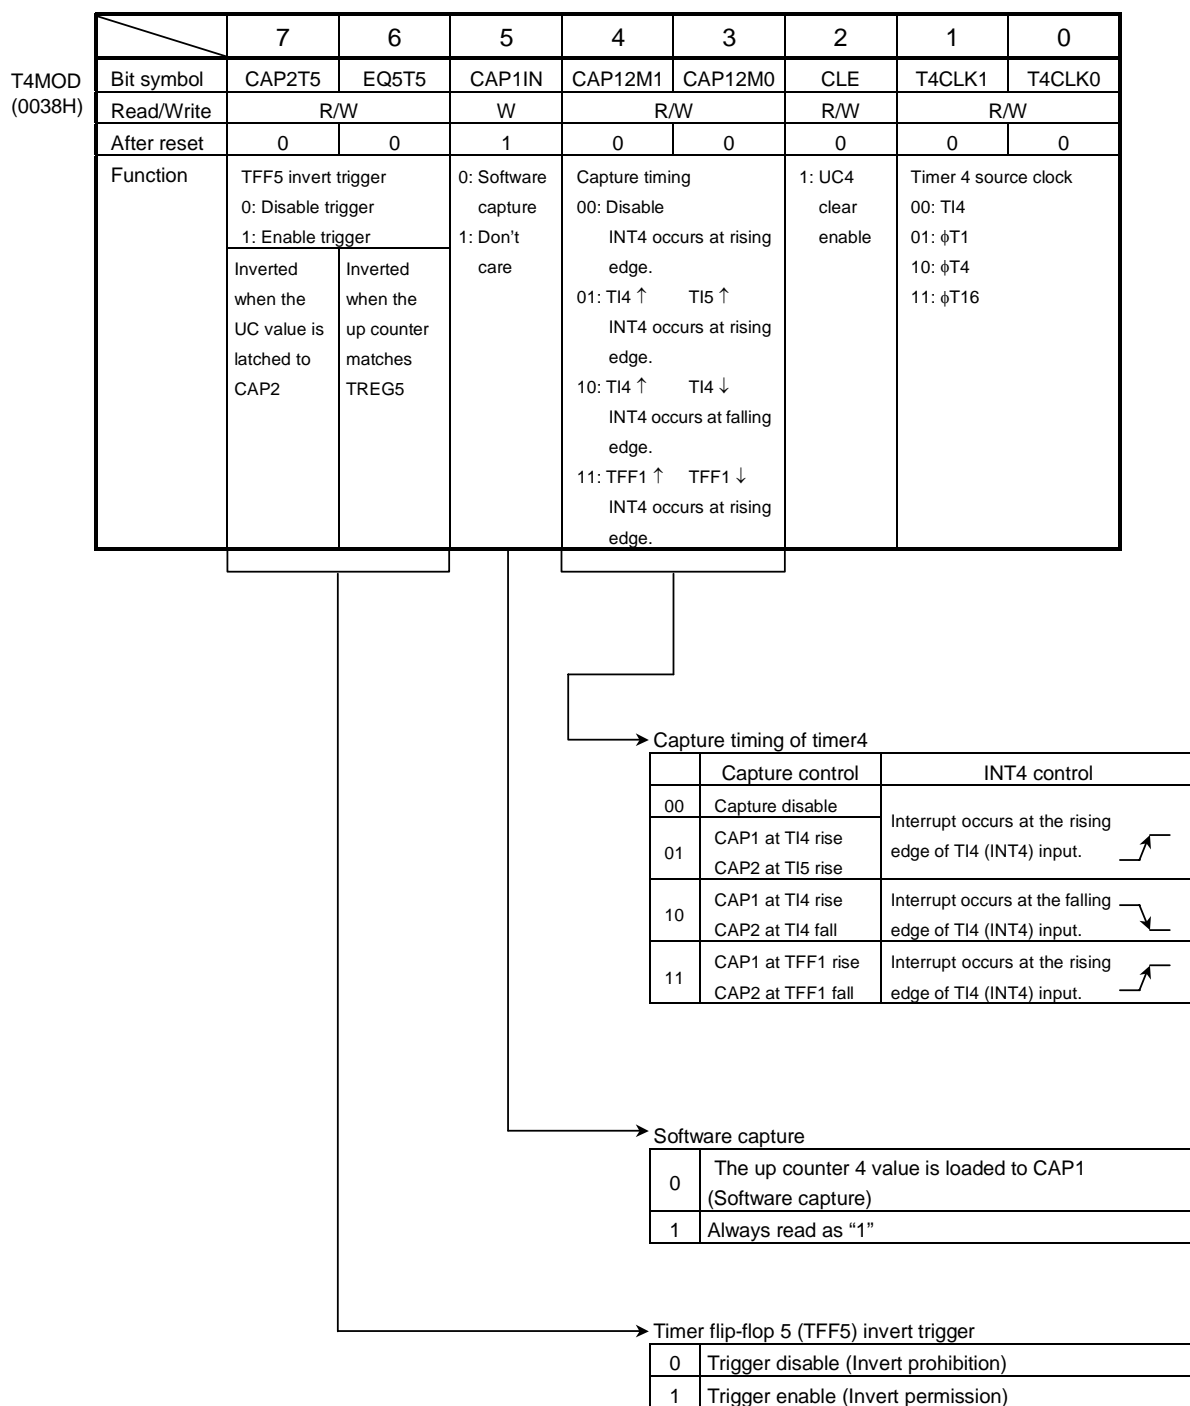 7 6 5 4 3 2 1 0
T4MOD
(0038H)
Bit symbol CAP2T5 EQ5T5 CAP1IN CAP12M1 CAP12M0 CLE T4CLK1 T4CLK0
Read/Write R/W W R/W R/W R/W
After reset 0 0 1 0 0 0 0 0
Function
TFF5 invert trigger
0: Disable trigger
1: Enable trigger
Inverted
when the
UC value is
latched to
CAP2
Inverted
when the
up counter
matches
TREG5
0: Software
capture
1: Don't
care
Capture timing
00: Disable
INT4 occurs at rising
edge.
01: TI4 ↑ TI5 ↑
INT4 occurs at rising
edge.
10: TI4 ↑ TI4 ↓
INT4 occurs at falling
edge.
11: TFF1 ↑ TFF1 ↓
INT4 occurs at rising
edge.
1: UC4
clear
enable
Timer 4 source clock
00: TI4
01: ϕT1
10: ϕT4
11: ϕT16
Capture timing of timer4
Capture control INT4 control
00 Capture disable
01
CAP1 at TI4 rise
CAP2 at TI5 rise
Interrupt occurs at the rising
edge of TI4 (INT4) input.
10
CAP1 at TI4 rise
CAP2 at TI4 fall
Interrupt occurs at the falling
edge of TI4 (INT4) input.
11
CAP1 at TFF1 rise
CAP2 at TFF1 fall
Interrupt occurs at the rising
edge of TI4 (INT4) input.
Software capture
0
The up counter 4 value is loaded to CAP1
(Software capture)
1 Always read as “1”
Timer flip-flop 5 (TFF5) invert trigger
0 Trigger disable (Invert prohibition)
1 Trigger enable (Invert permission)